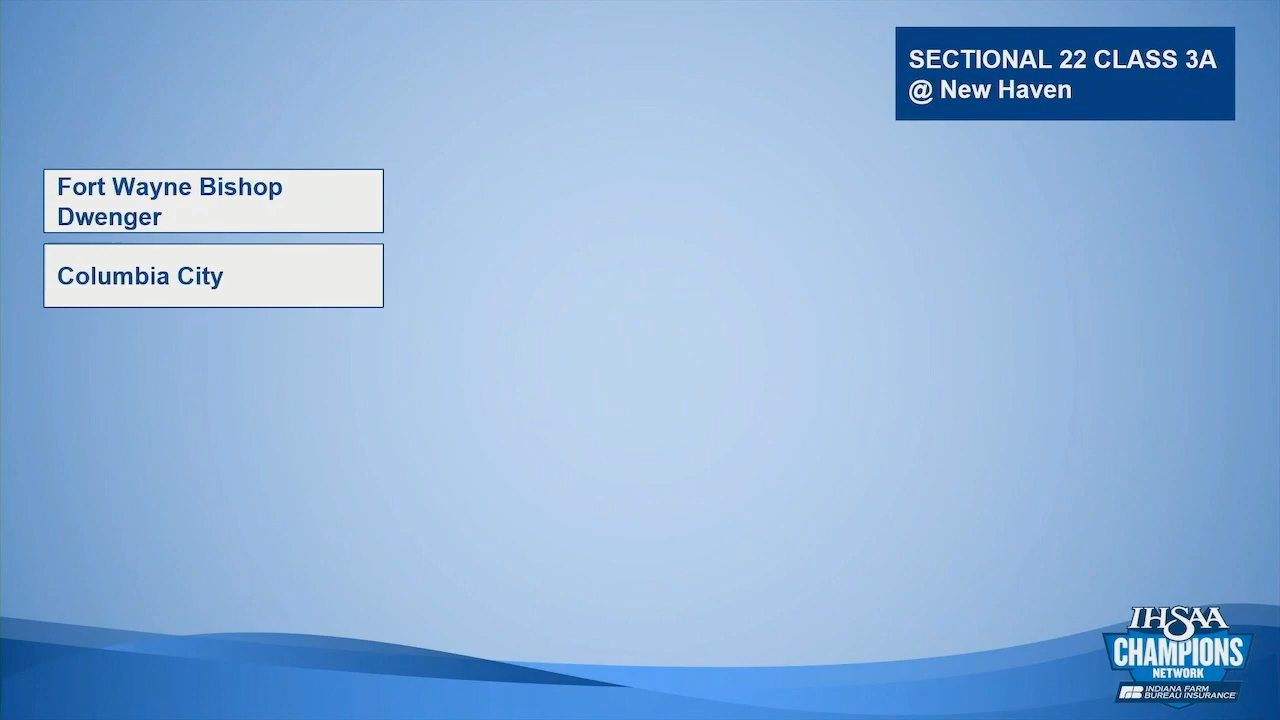 SECTIONAL 22 CLASS 3A
@ New Haven
Fort Wayne Bishop
Dwenger
Columbia City
IHSAA
CHAMPIONS
NETWORK
INDIANA FARM
BUREAU INSURANCE